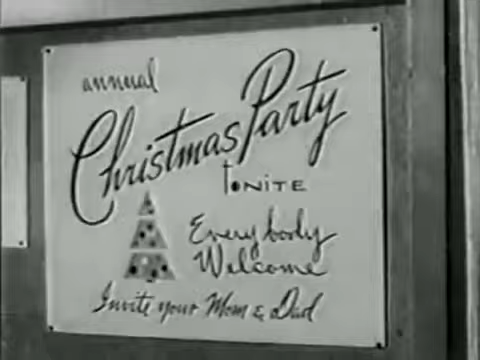 annual
Christmas Party
tonite
Everybody
Welcome
Invite your Mom & Dad